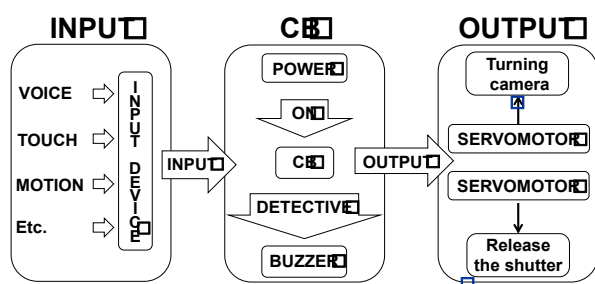 INPUT
CB
OUTPUT
VOICE
TOUCH
MOTION
Etc.
INPUT DEVICE
INPUT
POWER
ON
CB
DETECTIVE
BUZZER
OUTPUT
Turning
camera
SERVOMOTOR
SERVOMOTOR
Release
the shutter